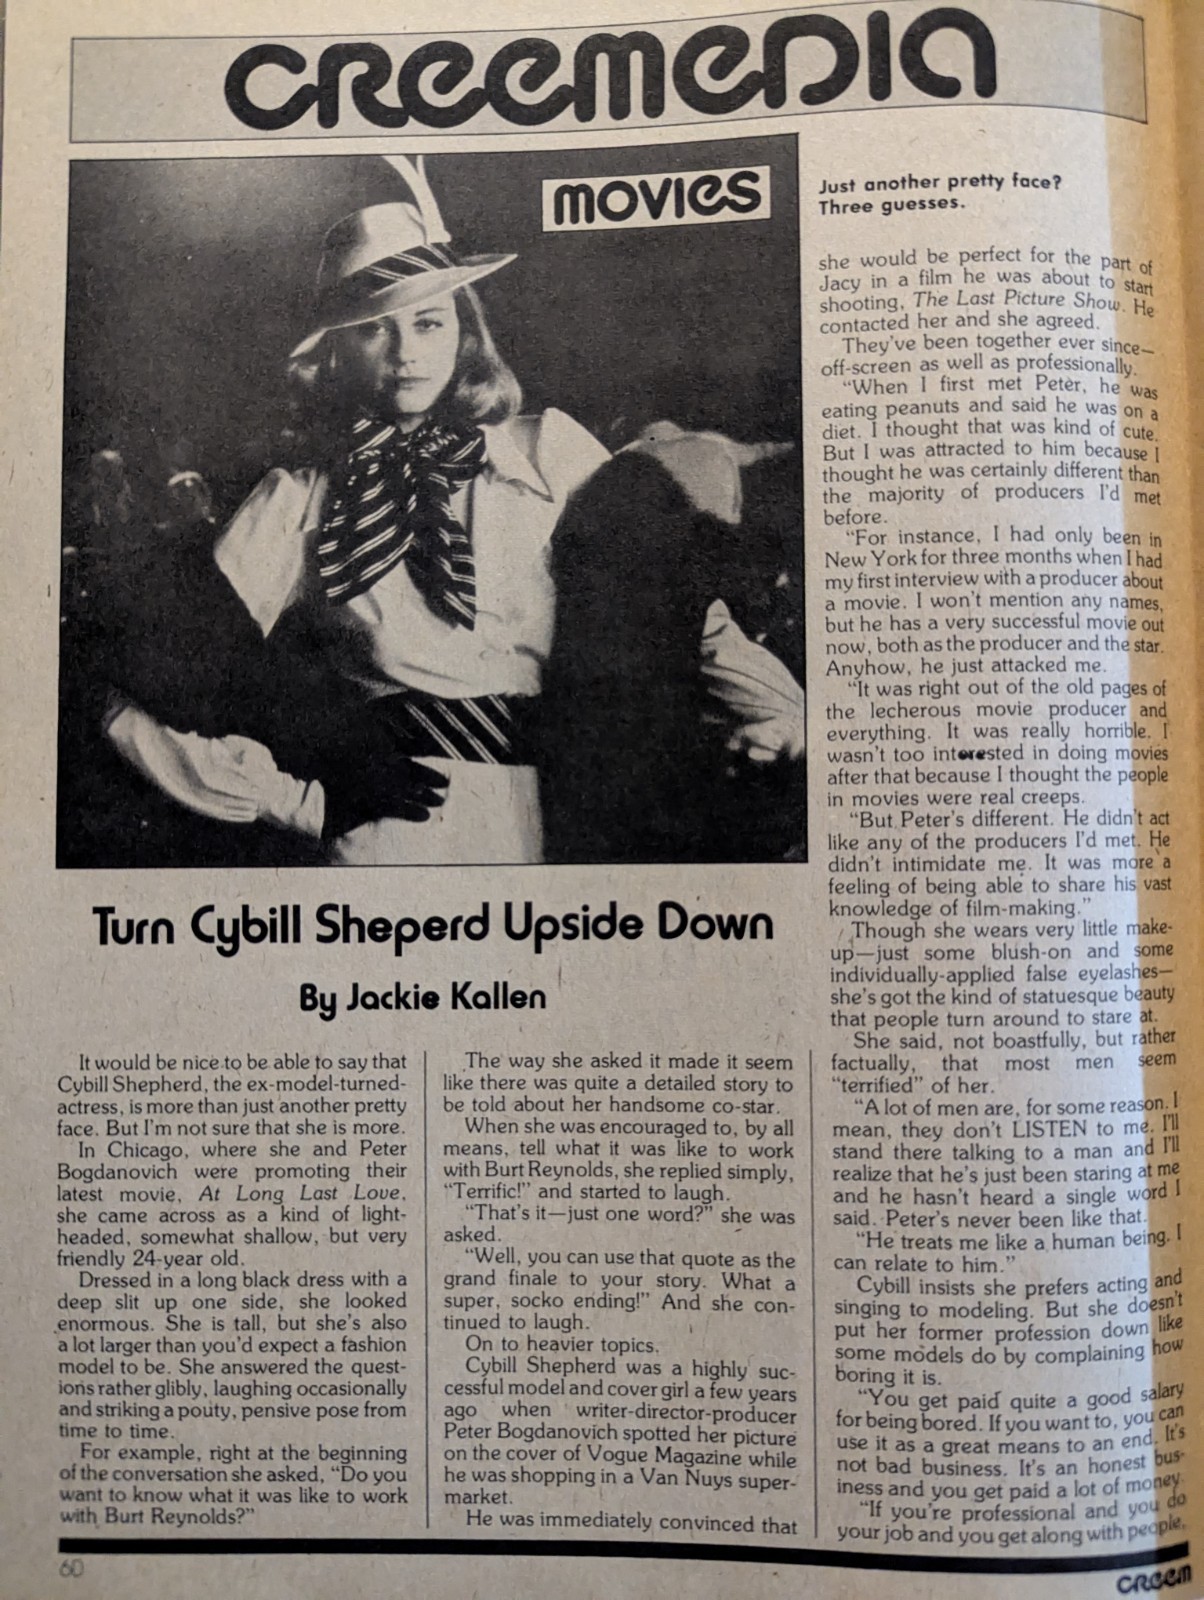 CREEMEDIA
MOVIES
Just another pretty face?
Three guesses.
Turn Cybill Sheperd Upside Down
By Jackie Kallen
It would be nice to be able to say that
Cybill Shepherd, the ex-model-turned-
actress, is more than just another pretty
face. But I'm not sure that she is more.
In Chicago, where she and Peter
Bogdanovich were promoting their
latest movie, At Long Last Love,
she came across as a kind of light-
headed, somewhat shallow, but very
friendly 24-year old.
Dressed in a long black dress with a
deep slit up one side, she looked
enormous. She is tall, but she's also
a lot larger than you'd expect a fashion
model to be. She answered the quest-
ions rather glibly, laughing occasionally
and striking a pouty, pensive pose from
time to time.
For example, right at the beginning
of the conversation she asked, "Do you
want to know what it was like to work
with Burt Reynolds?"
The way she asked it made it seem
like there was quite a detailed story to
be told about her handsome co-star.
When she was encouraged to, by all
means, tell what it was like to work
with Burt Reynolds, she replied simply,
"Terrific!" and started to laugh.
"That's it—just one word?" she was
asked.
"Well, you can use that quote as the
grand finale to your story. What a
super, socko ending!" And she con-
tinued to laugh.
On to heavier topics.
Cybill Shepherd was a highly suc-
cessful model and cover girl a few years
ago when writer-director-producer
Peter Bogdanovich spotted her picture
on the cover of Vogue Magazine while
he was shopping in a Van Nuys super-
market.
He was immediately convinced that
she would be perfect for the part of
Jacy in a film he was about to start
shooting, The Last Picture Show. He
contacted her and she agreed.
They've been together ever since—
off-screen as well as professionally.
"When I first met Peter, he was
eating peanuts and said he was on a
diet. I thought that was kind of cute.
But I was attracted to him because I
thought he was certainly different than
the majority of producers I'd met
before.
"For instance, I had only been in
New York for three months when I had
my first interview with a producer about
a movie. I won't mention any names,
but he has a very successful movie out
now, both as the producer and the star.
Anyhow, he just attacked me.
"It was right out of the old pages of
the lecherous movie producer and
everything. It was really horrible. I
wasn't too interested in doing movies
after that because I thought the people
in movies were real creeps.
"But Peter's different. He didn't act
like any of the producers I'd met. He
didn't intimidate me. It was more a
feeling of being able to share his vast
knowledge of film-making."
Though she wears very little make-
up—just some blush-on and some
individually-applied false eyelashes—
she's got the kind of statuesque beauty
that people turn around to stare at.
She said, not boastfully, but rather
factually, that most men seem
"terrified" of her.
"A lot of men are, for some reason. I
mean, they don't LISTEN to me. I'll
stand there talking to a man and I'll
realize that he's just been staring at me
and he hasn't heard a single word I
said. Peter's never been like that.
"He treats me like a human being. I
can relate to him."
Cybill insists she prefers acting and
singing to modeling. But she doesn't
put her former profession down like
some models do by complaining how
boring it is.
"You get paid quite a good salary
for being bored. If you want to, you can
use it as a great means to an end. It's
not bad business. It's an honest bus-
iness and you get paid a lot of money.
"If you're professional and you do
your job and you get along with people,
60
CREEM